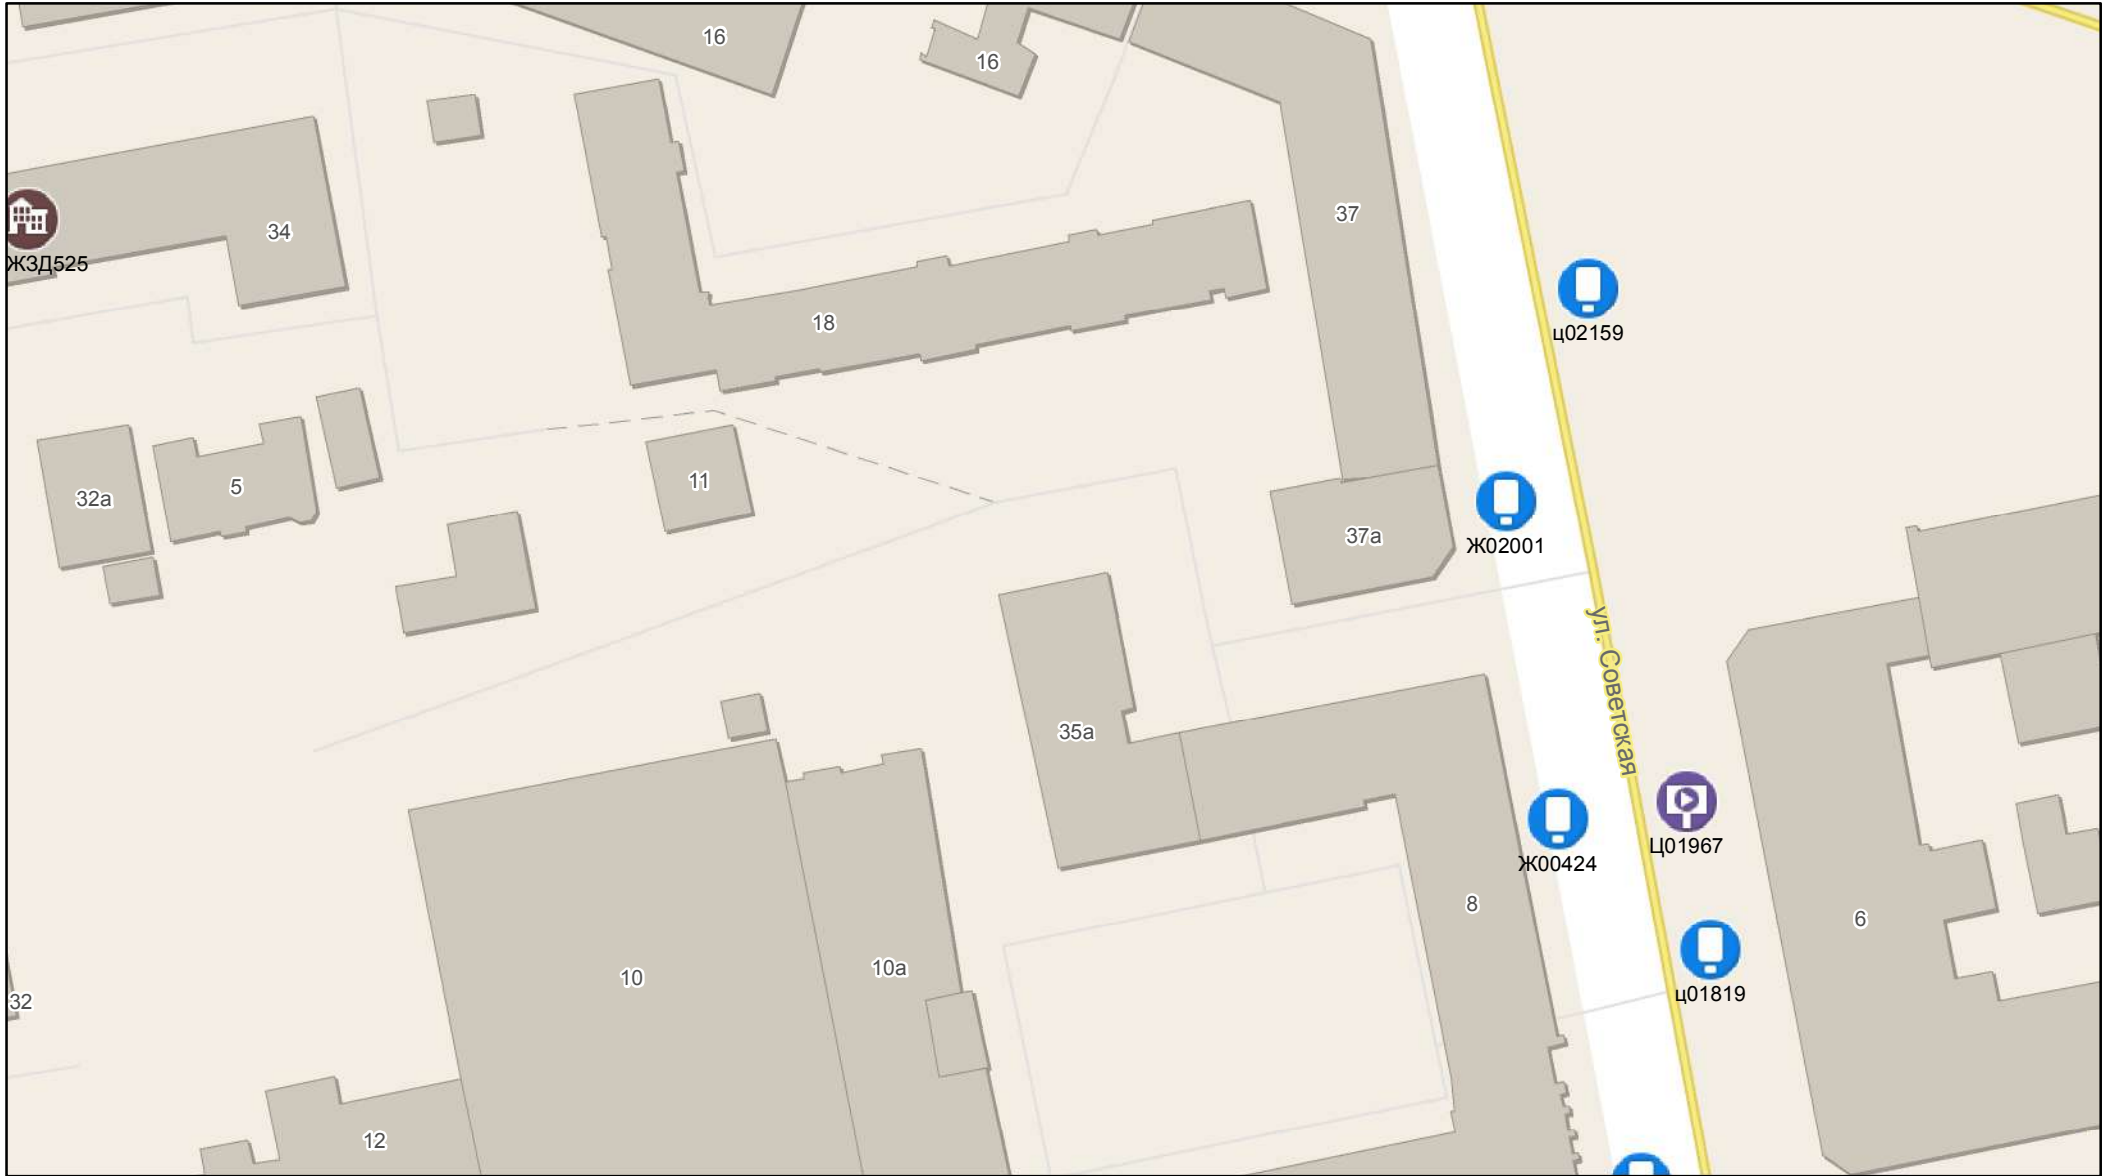 16
16
37
ЖЗД525
34
ц02159
18
32а
5
11
37а
Ж02001
ул. Советская
35а
Ж00424
Ц01967
8
6
10
10а
ц01819
32
12